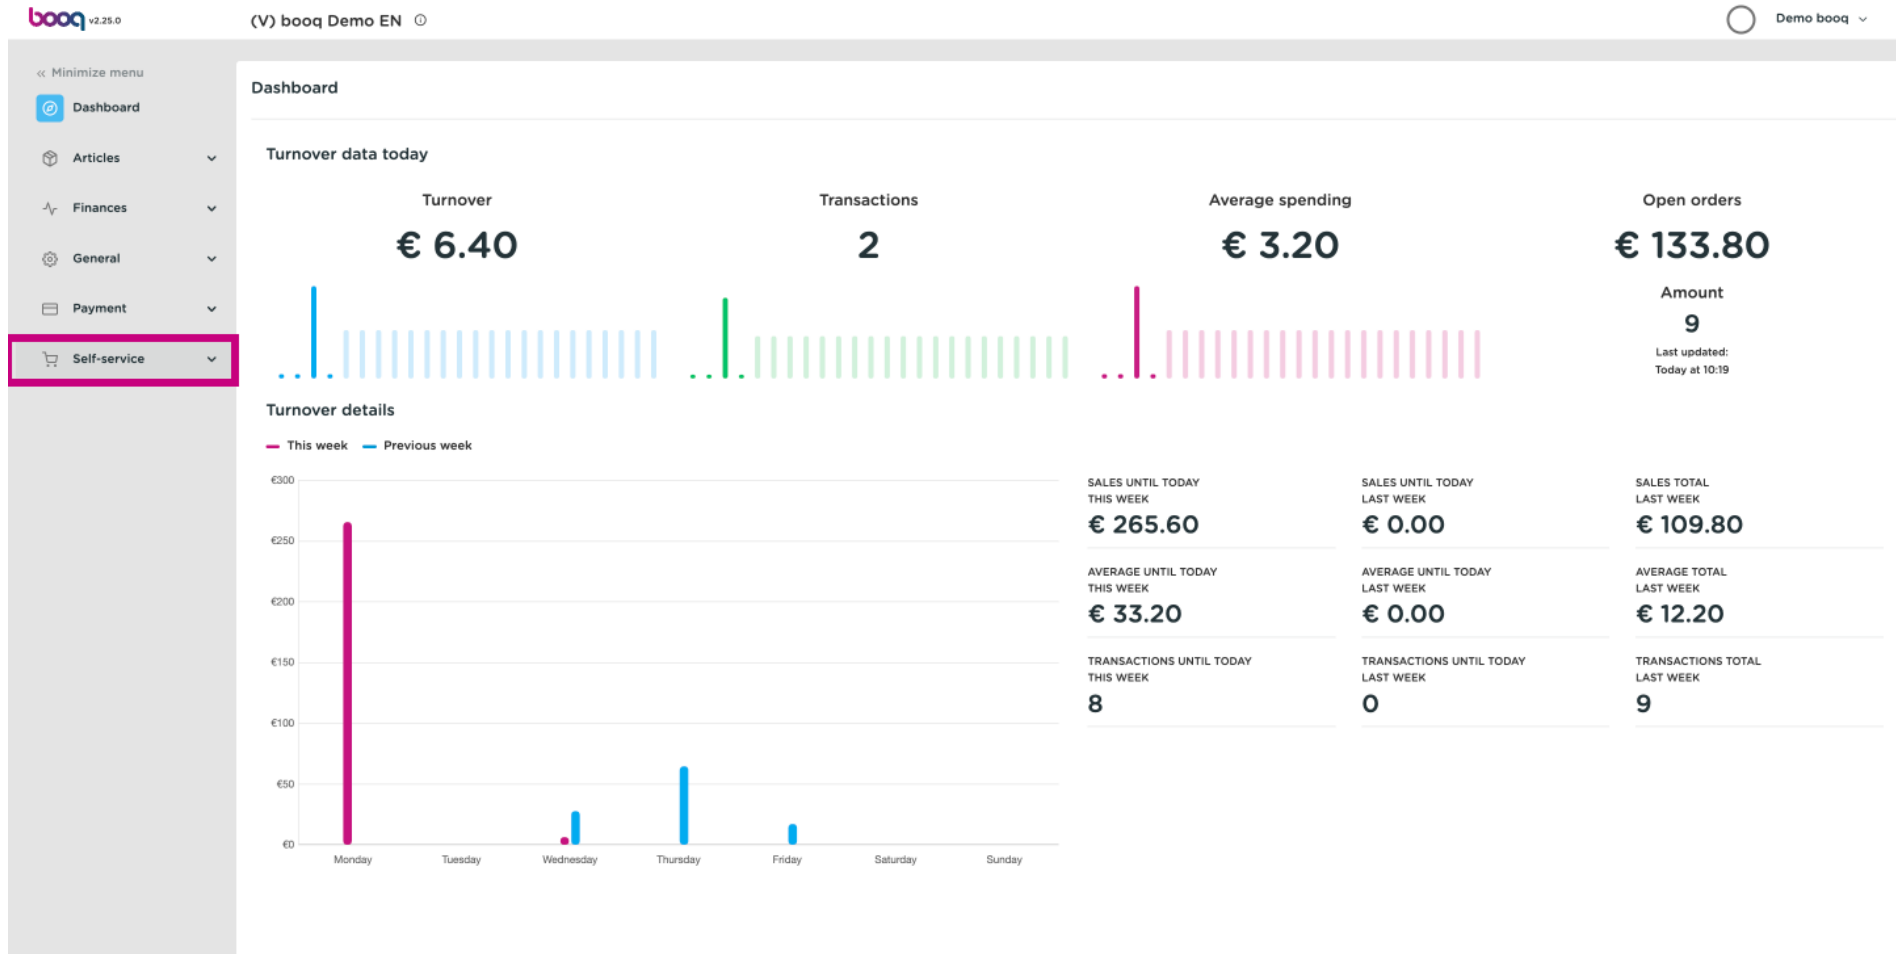 booq v2.25.0
(V) booq Demo EN
Demo booq
Minimize menu
Dashboard
Articles
Finances
General
Payment
Self-service
Dashboard
Turnover data today
Turnover
€ 6.40
Transactions
2
Average spending
€ 3.20
Open orders
€ 133.80
Amount
9
Last updated:
Today at 10:19
Turnover details
This week
Previous week
€300
€250
€200
€150
€100
€50
€0
Monday
Tuesday
Wednesday
Thursday
Friday
Saturday
Sunday
SALES UNTIL TODAY
THIS WEEK
€ 265.60
SALES UNTIL TODAY
LAST WEEK
€ 0.00
SALES TOTAL
LAST WEEK
€ 109.80
AVERAGE UNTIL TODAY
THIS WEEK
€ 33.20
AVERAGE UNTIL TODAY
LAST WEEK
€ 0.00
AVERAGE TOTAL
LAST WEEK
€ 12.20
TRANSACTIONS UNTIL TODAY
THIS WEEK
8
TRANSACTIONS UNTIL TODAY
LAST WEEK
0
TRANSACTIONS TOTAL
LAST WEEK
9